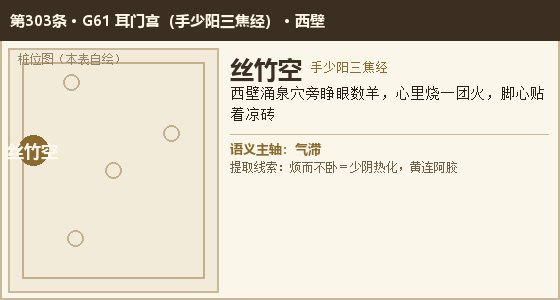 第303条・G61 耳门宫（手少阳三焦经）・西壁
桩位图（本表自绘）
丝竹空
丝竹空 手少阳三焦经
西壁涌泉穴旁睁眼数羊，心里烧一团火，脚心贴
着凉砖
语义主轴：气滞
提取线索：烦而不卧＝少阴热化，黄连阿胶